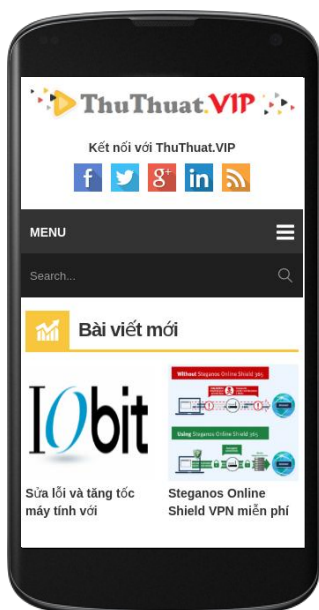 ThuThuat.VIP
Kết nối với ThuThuat.VIP
f g+ in
MENU
Search...
Bài viết mới
IObit
Without Steganos Online Shield 365
Using Steganos Online Shield 365
Sửa lỗi và tăng tốc
máy tính với
Steganos Online
Shield VPN miễn phí